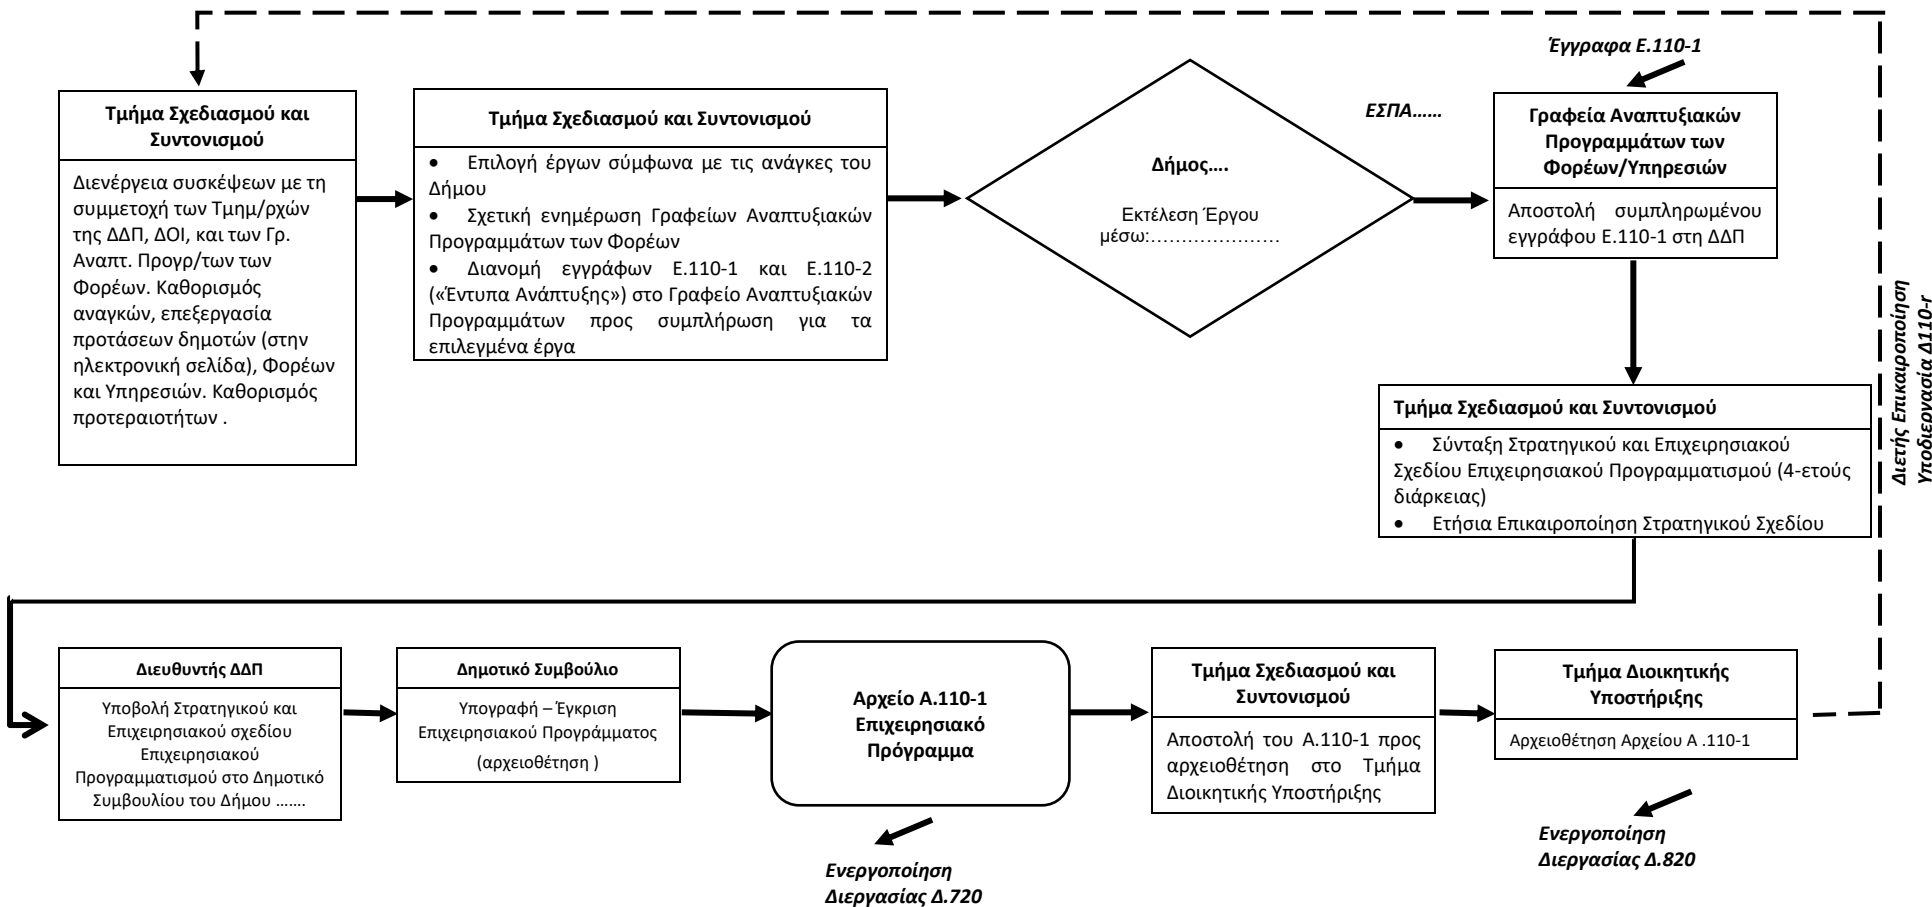 Τμήμα Σχεδιασμού και
Συντονισμού
Διενέργεια συσκέψεων με τη
συμμετοχή των Τμημ/ρχών
της ΔΔΠ, ΔΟΙ, και των Γρ.
Αναπτ. Προγρ/των των
Φορέων. Καθορισμός
αναγκών, επεξεργασία
προτάσεων δημοτών (στην
ηλεκτρονική σελίδα), Φορέων
και Υπηρεσιών. Καθορισμός
προτεραιοτήτων .
Τμήμα Σχεδιασμού και Συντονισμού
• Επιλογή έργων σύμφωνα με τις ανάγκες του
Δήμου
• Σχετική ενημέρωση Γραφείων Αναπτυξιακών
Προγραμμάτων των Φορέων
• Διανομή εγγράφων Ε.110-1 και Ε.110-2
(«Έντυπα Ανάπτυξης») στο Γραφείο Αναπτυξιακών
Προγραμμάτων προς συμπλήρωση για τα
επιλεγμένα έργα
Δήμος....
Εκτέλεση Έργου
μέσω:.....................
ΕΣΠΑ......
Έγγραφα Ε.110-1
Γραφεία Αναπτυξιακών
Προγραμμάτων των
Φορέων/Υπηρεσιών
Αποστολή συμπληρωμένου
εγγράφου Ε.110-1 στη ΔΔΠ
Τμήμα Σχεδιασμού και Συντονισμού
• Σύνταξη Στρατηγικού και Επιχειρησιακού
Σχεδίου Επιχειρησιακού Προγραμματισμού (4-ετούς
διάρκειας)
• Ετήσια Επικαιροποίηση Στρατηγικού Σχεδίου
Διετής Επικαιροποίηση
Υποδιεργασία Δ110-r
Διευθυντής ΔΔΠ
Υποβολή Στρατηγικού και
Επιχειρησιακού σχεδίου
Επιχειρησιακού
Προγραμματισμού στο Δημοτικό
Συμβουλίου του Δήμου .......
Δημοτικό Συμβούλιο
Υπογραφή – Έγκριση
Επιχειρησιακού Προγράμματος
(αρχειοθέτηση )
Αρχείο Α.110-1
Επιχειρησιακό
Πρόγραμμα
Τμήμα Σχεδιασμού και
Συντονισμού
Αποστολή του Α.110-1 προς
αρχειοθέτηση στο Τμήμα
Διοικητικής Υποστήριξης
Τμήμα Διοικητικής
Υποστήριξης
Αρχειοθέτηση Αρχείου Α .110-1
Ενεργοποίηση
Διεργασίας Δ.720
Ενεργοποίηση
Διεργασίας Δ.820